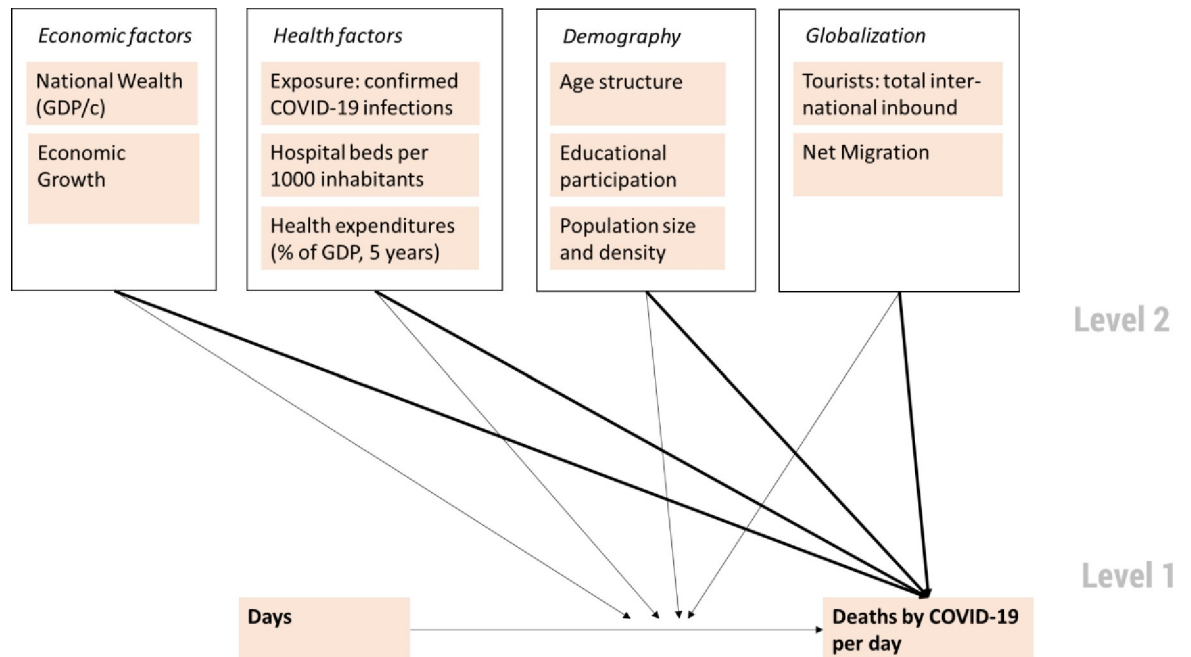 Economic factors
National Wealth
(GDP/c)
Economic
Growth
Health factors
Exposure: confirmed
COVID-19 infections
Hospital beds per
1000 inhabitants
Health expenditures
(% of GDP, 5 years)
Demography
Age structure
Educational
participation
Population size
and density
Globalization
Tourists: total inter-
national inbound
Net Migration
Level 2
Level 1
Days
Deaths by COVID-19
per day